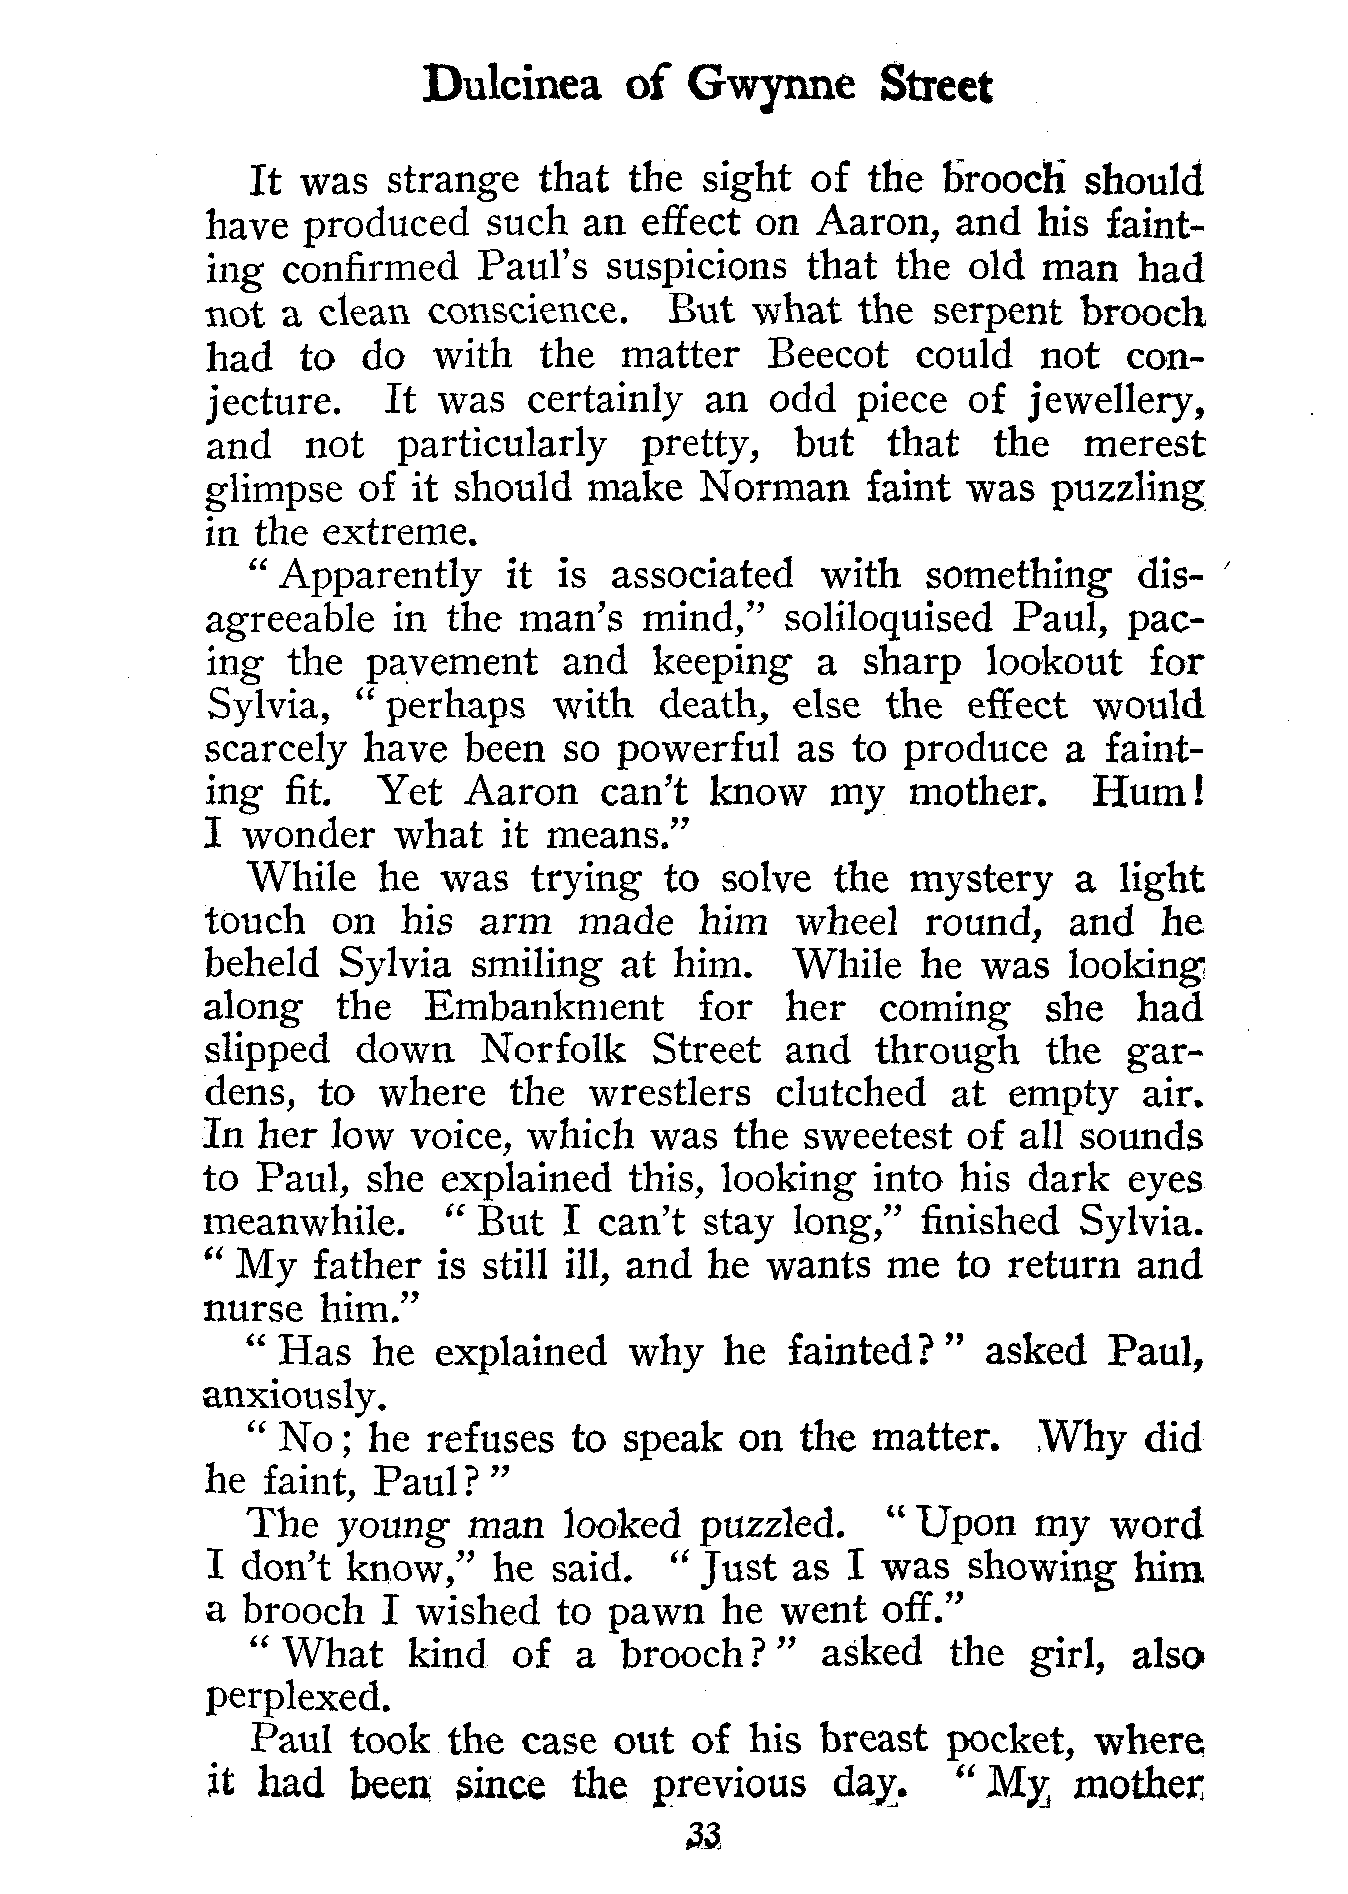 Dulcinea of Gwynne Street
It was strange that the sight of the brooch should
have produced such an effect on Aaron, and his faint-
ing confirmed Paul's suspicions that the old man had
not a clean conscience. But what the serpent brooch
had to do with the matter Beecot could not con-
jecture. It was certainly an odd piece of jewellery,
and not particularly pretty, but that the merest
glimpse of it should make Norman faint was puzzling
in the extreme.
" Apparently it is associated with something dis-
agreeable in the man's mind," soliloquised Paul, pac-
ing the pavement and keeping a sharp lookout for
Sylvia, " perhaps with death, else the effect would
scarcely have been so powerful as to produce a faint-
ing fit. Yet Aaron can't know my mother. Hum!
I wonder what it means."
While he was trying to solve the mystery a light
touch on his arm made him wheel round, and he
beheld Sylvia smiling at him. While he was looking
along the Embankment for her coming she had
slipped down Norfolk Street and through the gar-
dens, to where the wrestlers clutched at empty air.
In her low voice, which was the sweetest of all sounds
to Paul, she explained this, looking into his dark eyes
meanwhile. " But I can't stay long," finished Sylvia.
" My father is still ill, and he wants me to return and
nurse him."
" Has he explained why he fainted? " asked Paul,
anxiously.
" No ; he refuses to speak on the matter. Why did
he faint, Paul? "
The young man looked puzzled. " Upon my word
I don't know," he said. " Just as I was showing him
a brooch I wished to pawn he went off."
" What kind of a brooch? " asked the girl, also
perplexed.
Paul took the case out of his breast pocket, where
it had been since the previous day. " My mother
33